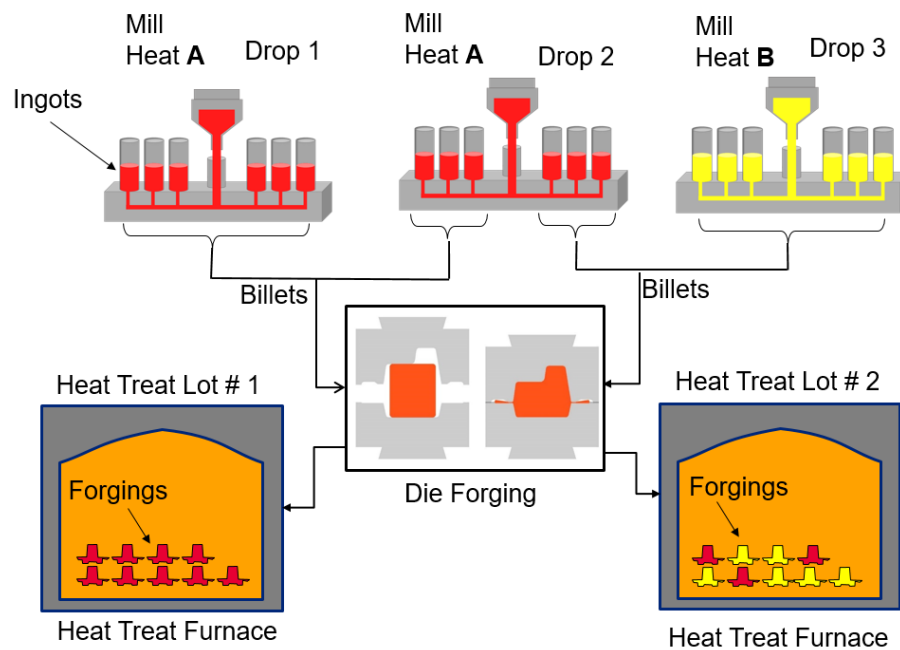 Mill
Heat A
Drop 1
Mill
Heat A
Drop 2
Mill
Heat B
Drop 3
Ingots
Billets
Billets
Heat Treat Lot # 1
Heat Treat Lot # 2
Forgings
Die Forging
Forgings
Heat Treat Furnace
Heat Treat Furnace